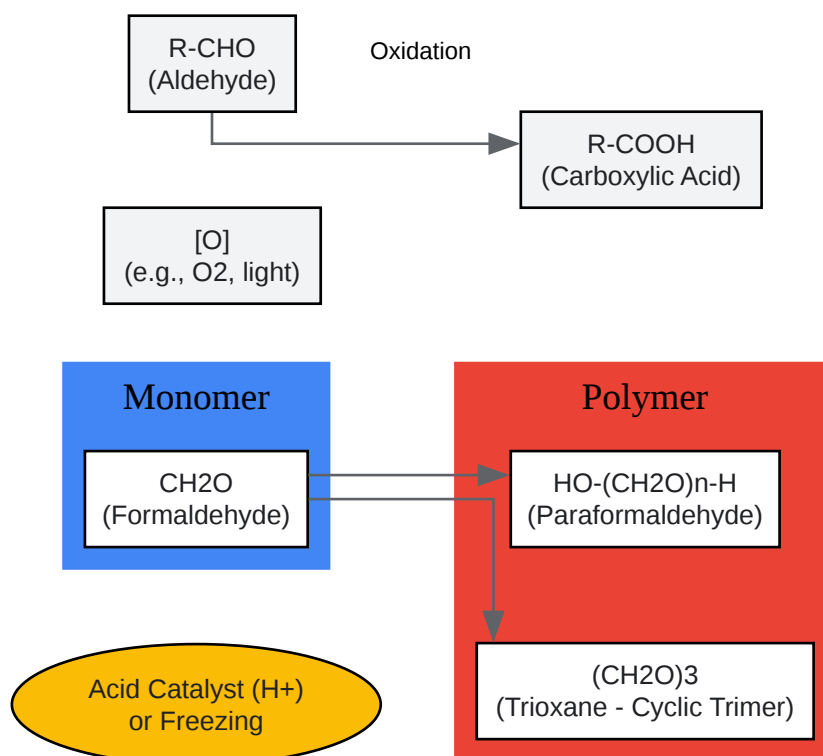 R-CHO
(Aldehyde)
Oxidation
R-COOH
(Carboxylic Acid)
[O]
(e.g., O2, light)
Monomer
CH2O
(Formaldehyde)
Polymer
HO-(CH2O)n-H
(Paraformaldehyde)
(CH2O)3
(Trioxane - Cyclic Trimer)
Acid Catalyst (H+)
or Freezing